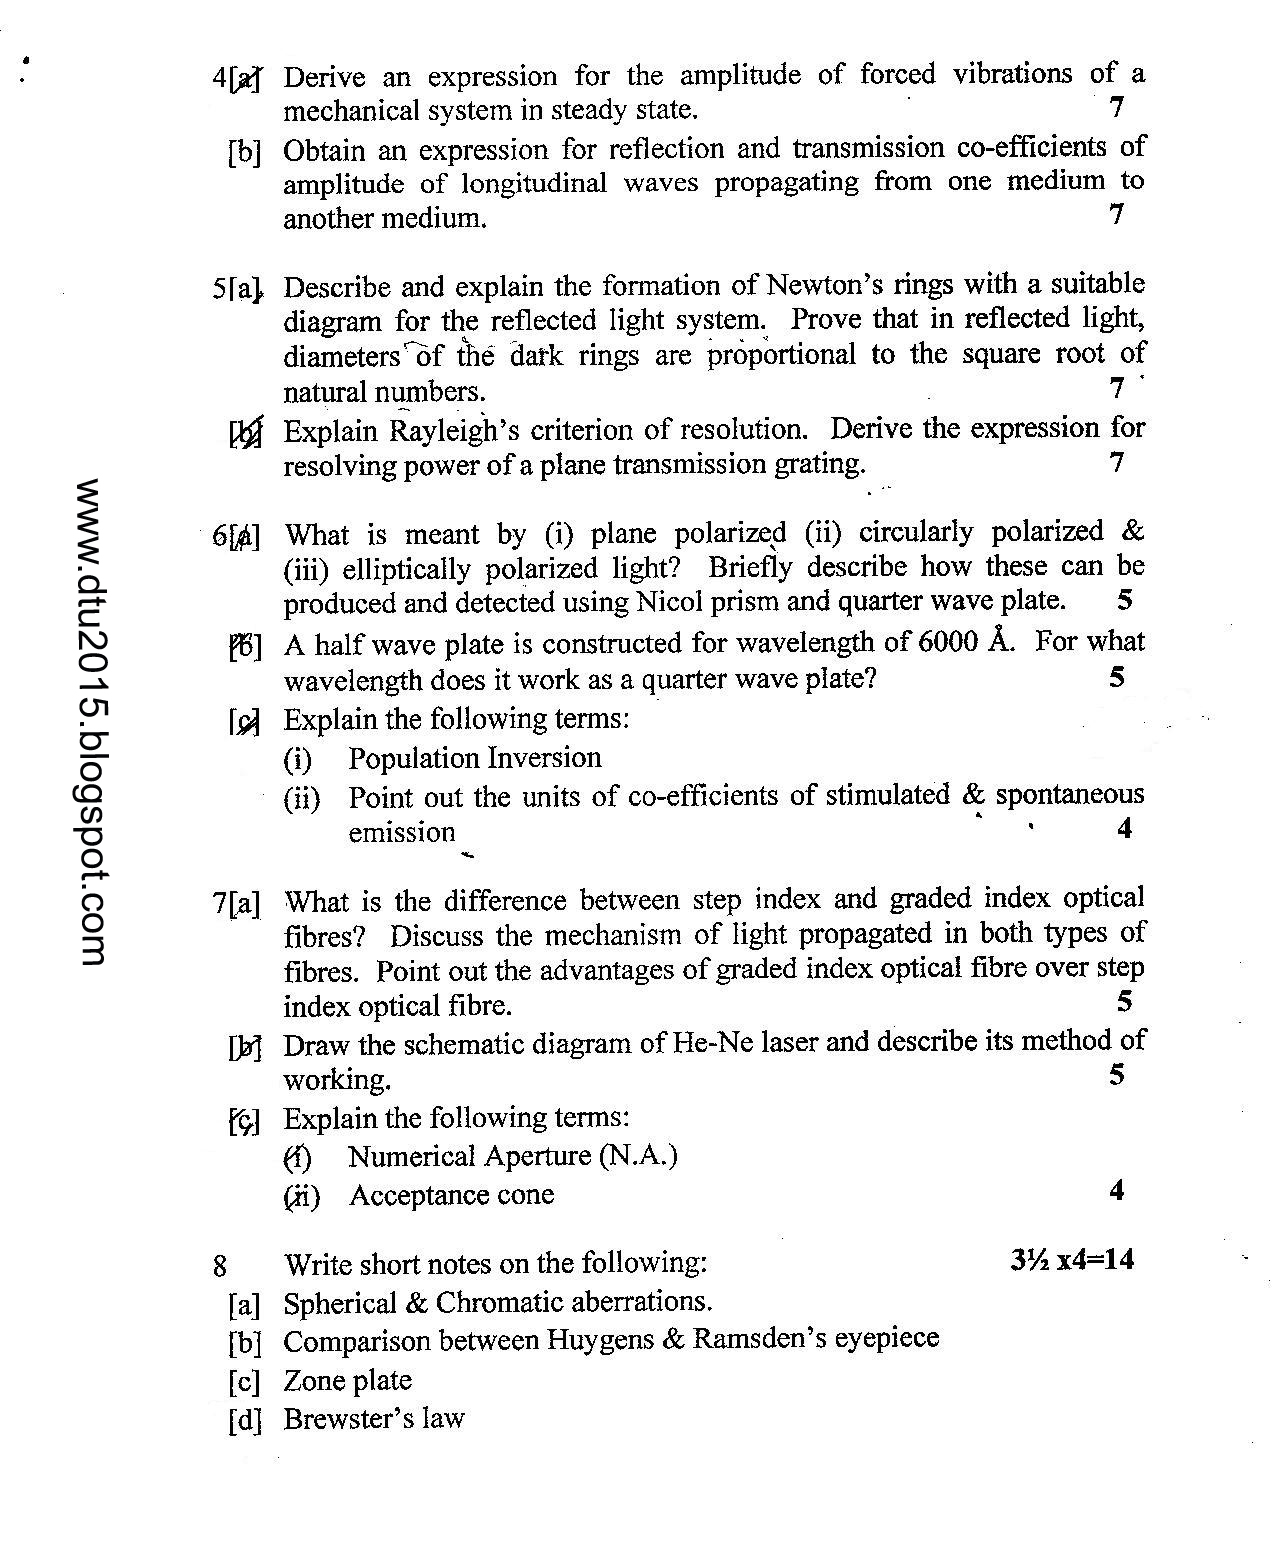 4[a] Derive an expression for the amplitude of forced vibrations of a
mechanical system in steady state. 7
[b] Obtain an expression for reflection and transmission co-efficients of
amplitude of longitudinal waves propagating from one medium to
another medium. 7
5[a] Describe and explain the formation of Newton's rings with a suitable
diagram for the reflected light system. Prove that in reflected light,
diameters of the dark rings are proportional to the square root of
natural numbers. 7
[b] Explain Rayleigh's criterion of resolution. Derive the expression for
resolving power of a plane transmission grating. 7
6[a] What is meant by (i) plane polarized (ii) circularly polarized &
(iii) elliptically polarized light? Briefly describe how these can be
produced and detected using Nicol prism and quarter wave plate. 5
[b] A half wave plate is constructed for wavelength of 6000 Å. For what
wavelength does it work as a quarter wave plate? 5
[c] Explain the following terms:
(i) Population Inversion
(ii) Point out the units of co-efficients of stimulated & spontaneous
emission 4
7[a] What is the difference between step index and graded index optical
fibres? Discuss the mechanism of light propagated in both types of
fibres. Point out the advantages of graded index optical fibre over step
index optical fibre. 5
[b] Draw the schematic diagram of He-Ne laser and describe its method of
working. 5
[c] Explain the following terms:
(i) Numerical Aperture (N.A.)
(ii) Acceptance cone 4
8 Write short notes on the following: 3½ x4=14
[a] Spherical & Chromatic aberrations.
[b] Comparison between Huygens & Ramsden's eyepiece
[c] Zone plate
[d] Brewster's law
www.dtu2015.blogspot.com